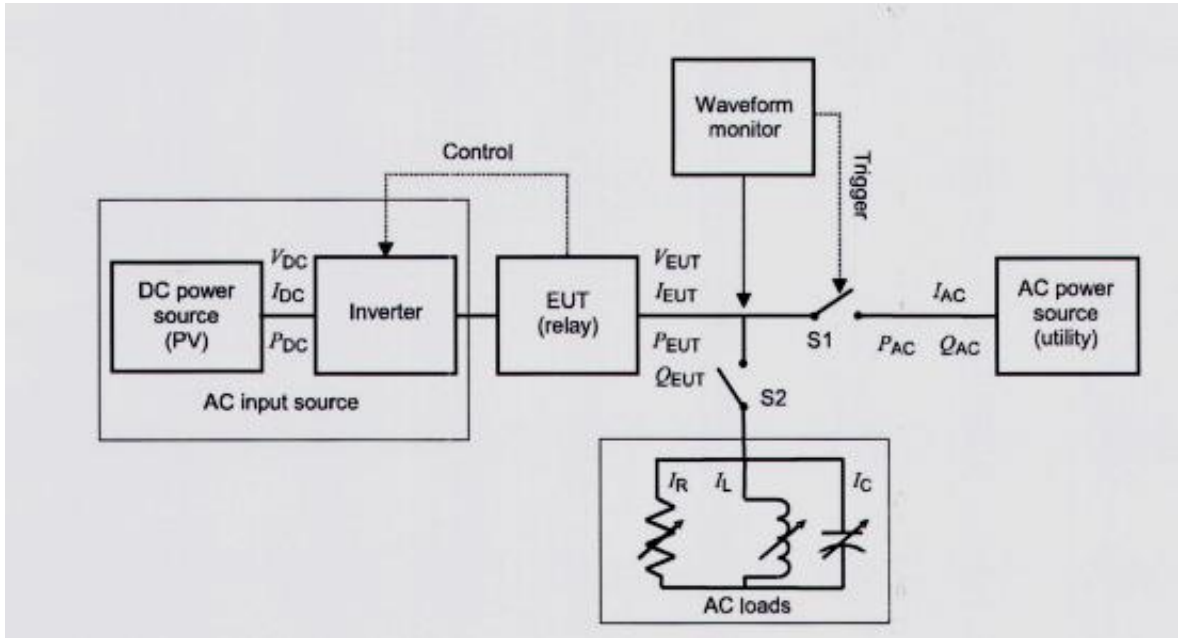 Waveform
monitor
Control
Trigger
VDC
IDC
PDC
DC power
source
(PV)
Inverter
EUT
(relay)
VEUT
IEUT
PEUT
QEUT
S1
S2
IAC
PAC QAC
AC power
source
(utility)
AC input source
IR IL IC
AC loads